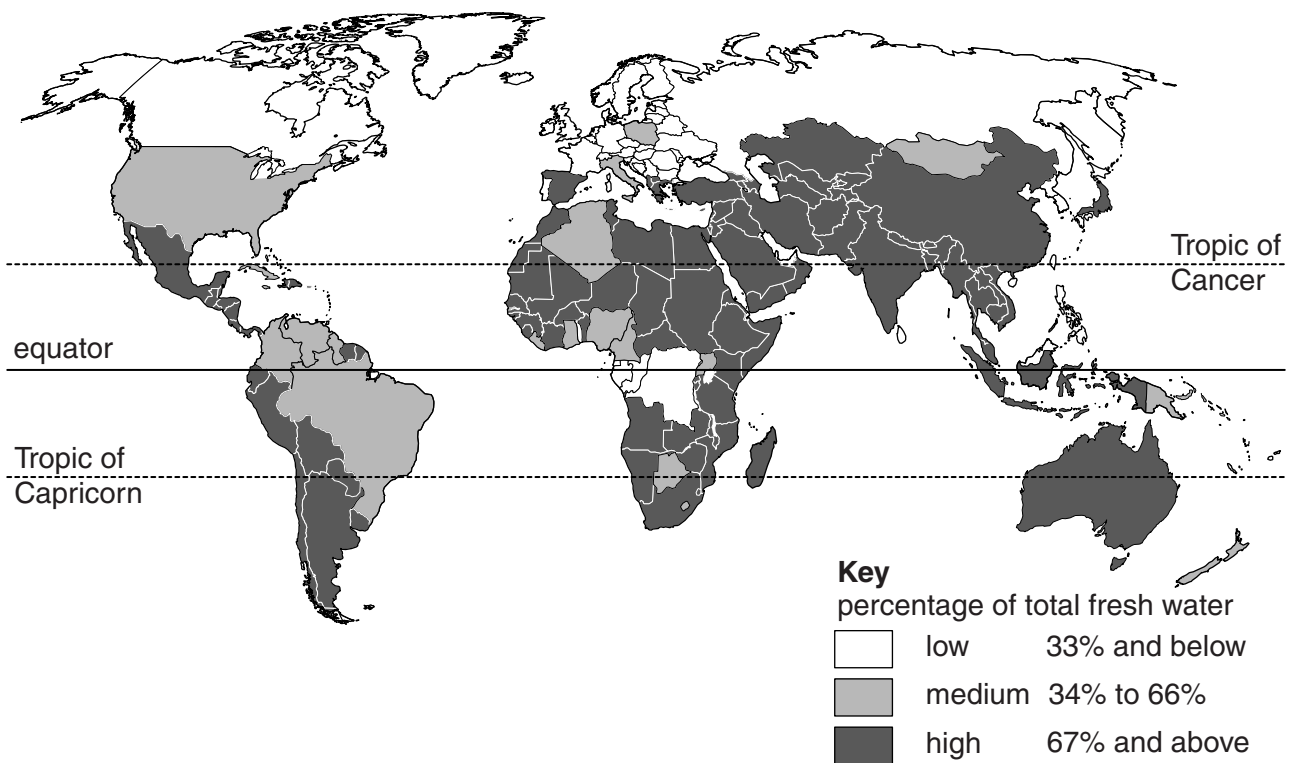 Tropic of
Cancer
equator
Tropic of
Capricorn
Key
percentage of total fresh water
low 33% and below
medium 34% to 66%
high 67% and above